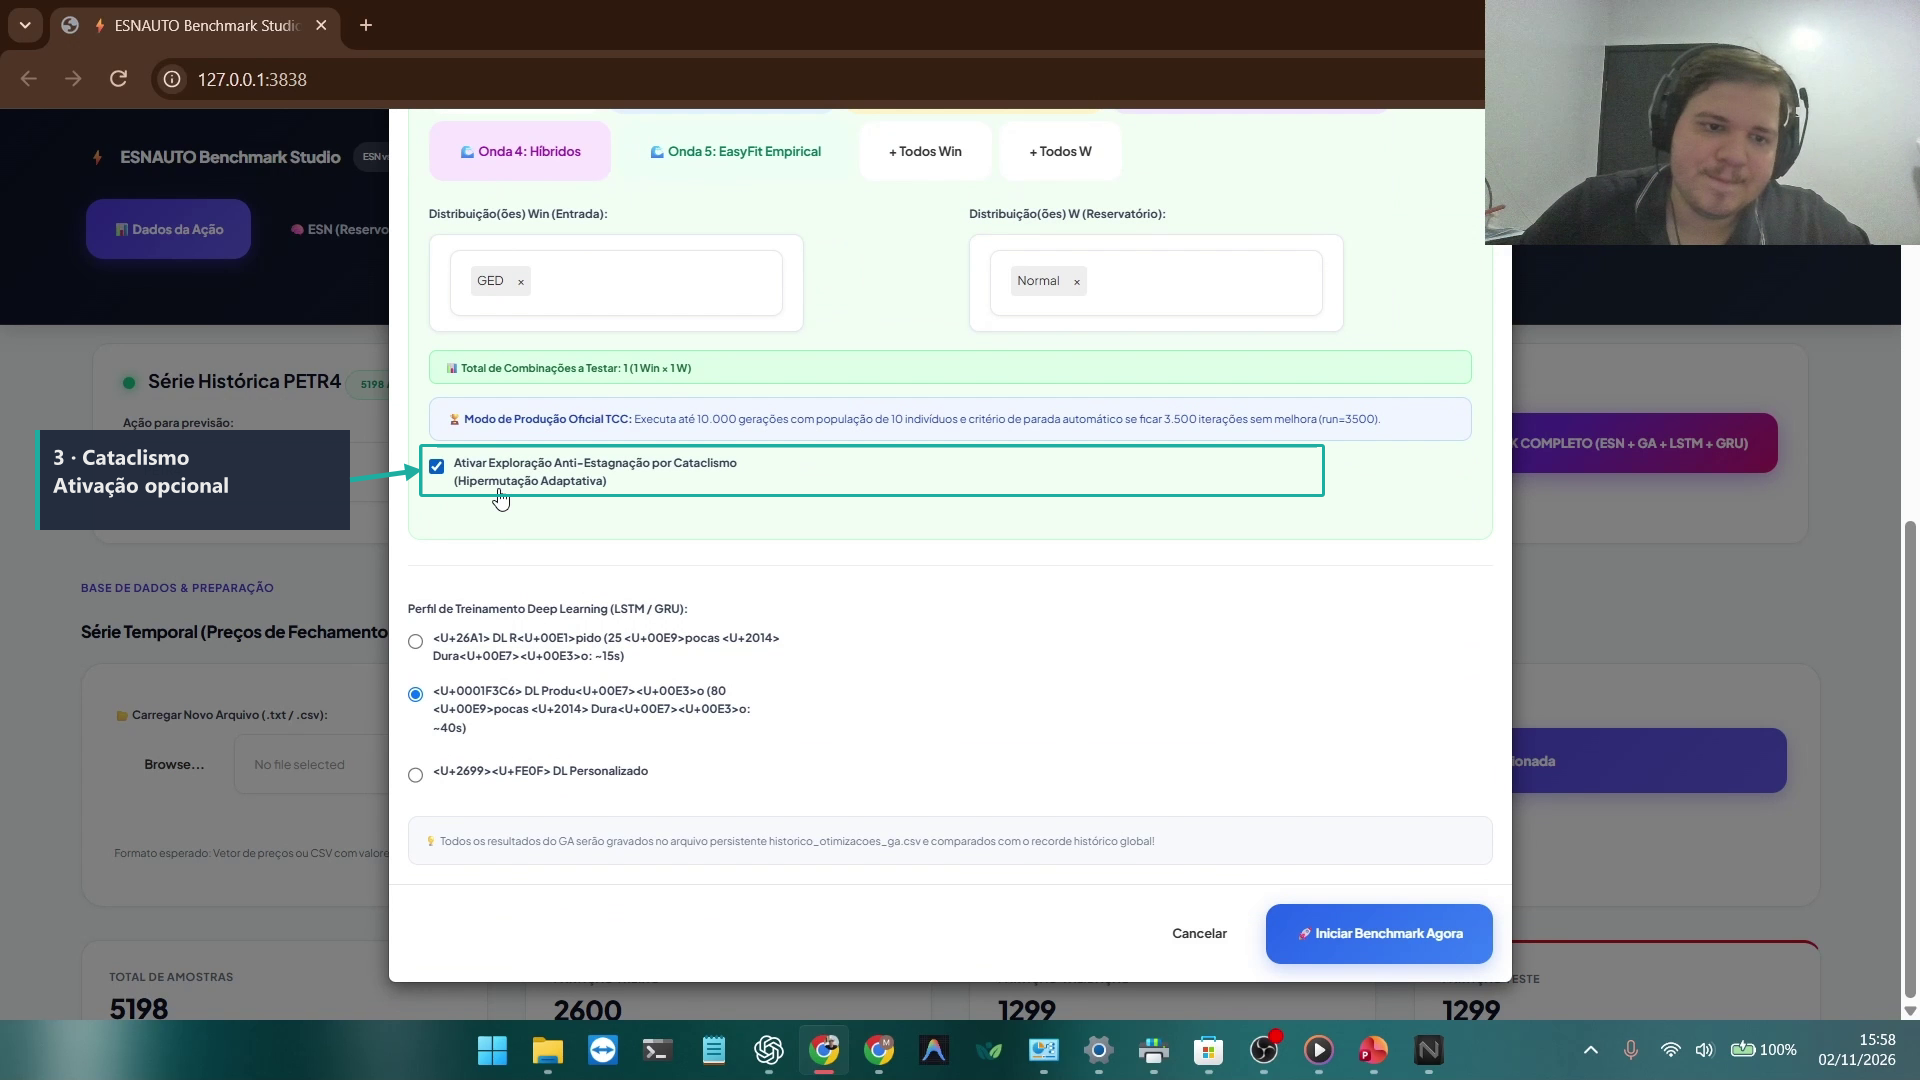 ESNAUTO Benchmark Studio
127.0.0.1:3838
ESNAUTO Benchmark Studio
Dados da Ação
ESN (Reservo
Onda 4: Híbridos
Onda 5: EasyFit Empirical
+ Todos Win
+ Todos W
Distribuição(ões) Win (Entrada):
Distribuição(ões) W (Reservatório):
GED ×
Normal ×
Total de Combinações a Testar: 1 (1 Win × 1 W)
Modo de Produção Oficial TCC: Executa até 10.000 gerações com população de 10 indivíduos e critério de parada automático se ficar 3.500 iterações sem melhora (run=3500).
Ativar Exploração Anti-Estagnação por Cataclismo
(Hipermutação Adaptativa)
3 · Cataclismo
Ativação opcional
Série Histórica PETR4
5198
Ação para previsão:
COMPLETO (ESN + GA + LSTM + GRU)
BASE DE DADOS & PREPARAÇÃO
Série Temporal (Preços de Fechamento
Carregar Novo Arquivo (.txt / .csv):
Browse...
No file selected
Formato esperado: Vetor de preços ou CSV com valore
ionada
Perfil de Treinamento Deep Learning (LSTM / GRU):
<U+26A1> DL R<U+00E1>pido (25 <U+00E9>pocas <U+2014>
Dura<U+00E7><U+00E3>o: ~15s)
<U+0001F3C6> DL Produ<U+00E7><U+00E3>o (80
<U+00E9>pocas <U+2014> Dura<U+00E7><U+00E3>o:
~40s)
<U+2699><U+FE0F> DL Personalizado
Todos os resultados do GA serão gravados no arquivo persistente historico_otimizacoes_ga.csv e comparados com o recorde histórico global!
Cancelar
Iniciar Benchmark Agora
TOTAL DE AMOSTRAS
5198
2600
1299
ESTE
1299
15:58
100%
02/11/2026